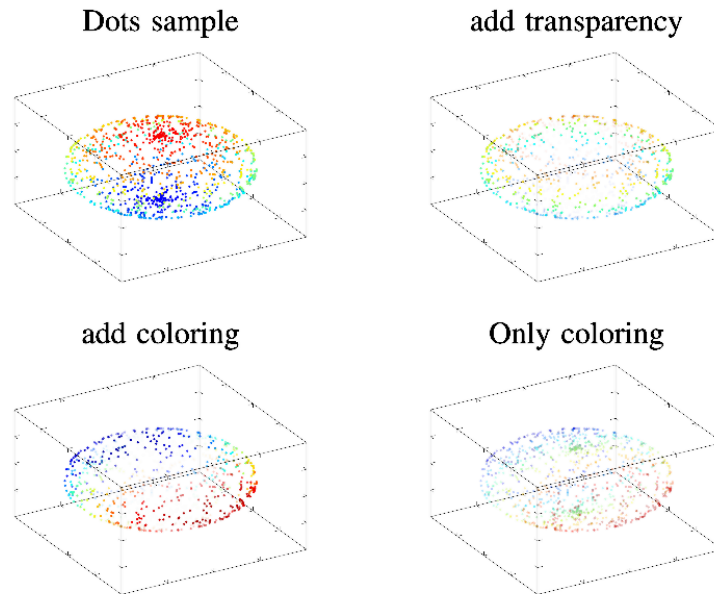 Dots sample
add transparency
add coloring
Only coloring